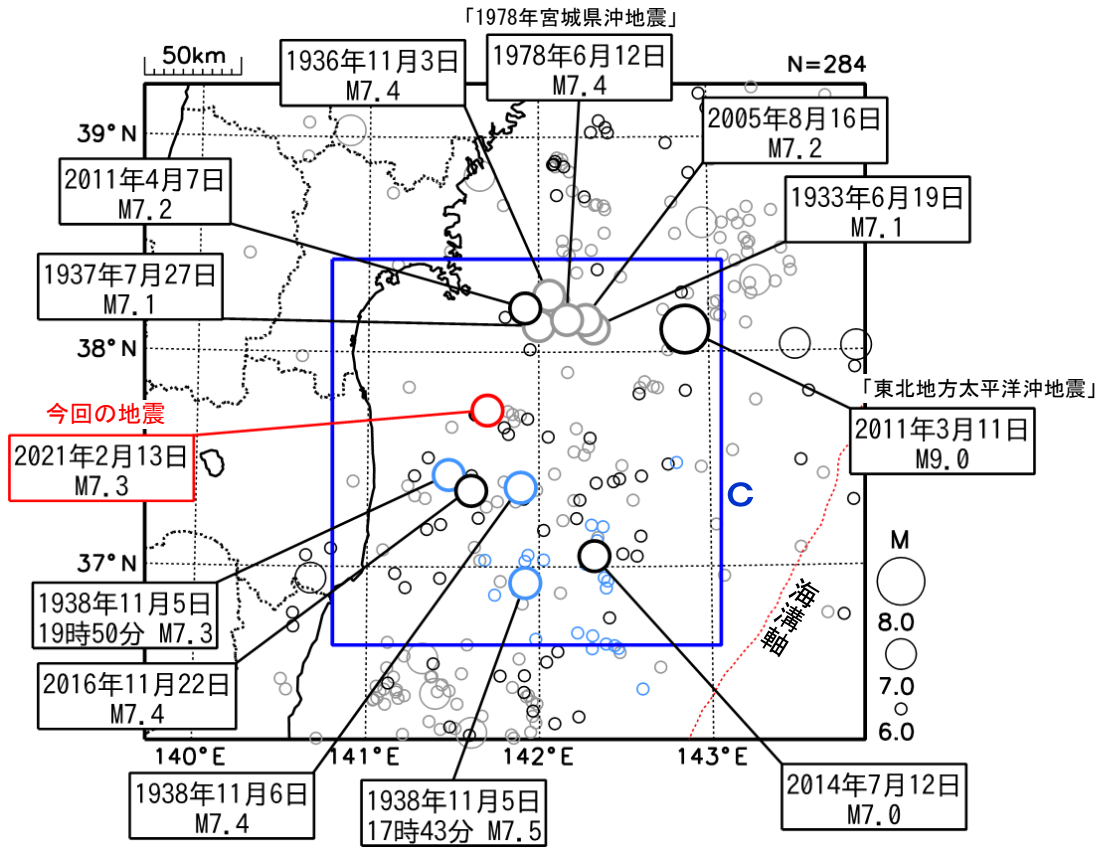 「1978年宮城県沖地震」
50km
1936年11月3日
M7.4
1978年6月12日
M7.4
N=284
39°N
2005年8月16日
M7.2
2011年4月7日
M7.2
1933年6月19日
M7.1
1937年7月27日
M7.1
38°N
「東北地方太平洋沖地震」
今回の地震
2021年2月13日
M7.3
2011年3月11日
M9.0
C
37°N
M
8.0
7.0
6.0
海溝軸
1938年11月5日
19時50分 M7.3
2016年11月22日
M7.4
140°E
141°E
142°E
143°E
1938年11月6日
M7.4
1938年11月5日
17時43分 M7.5
2014年7月12日
M7.0